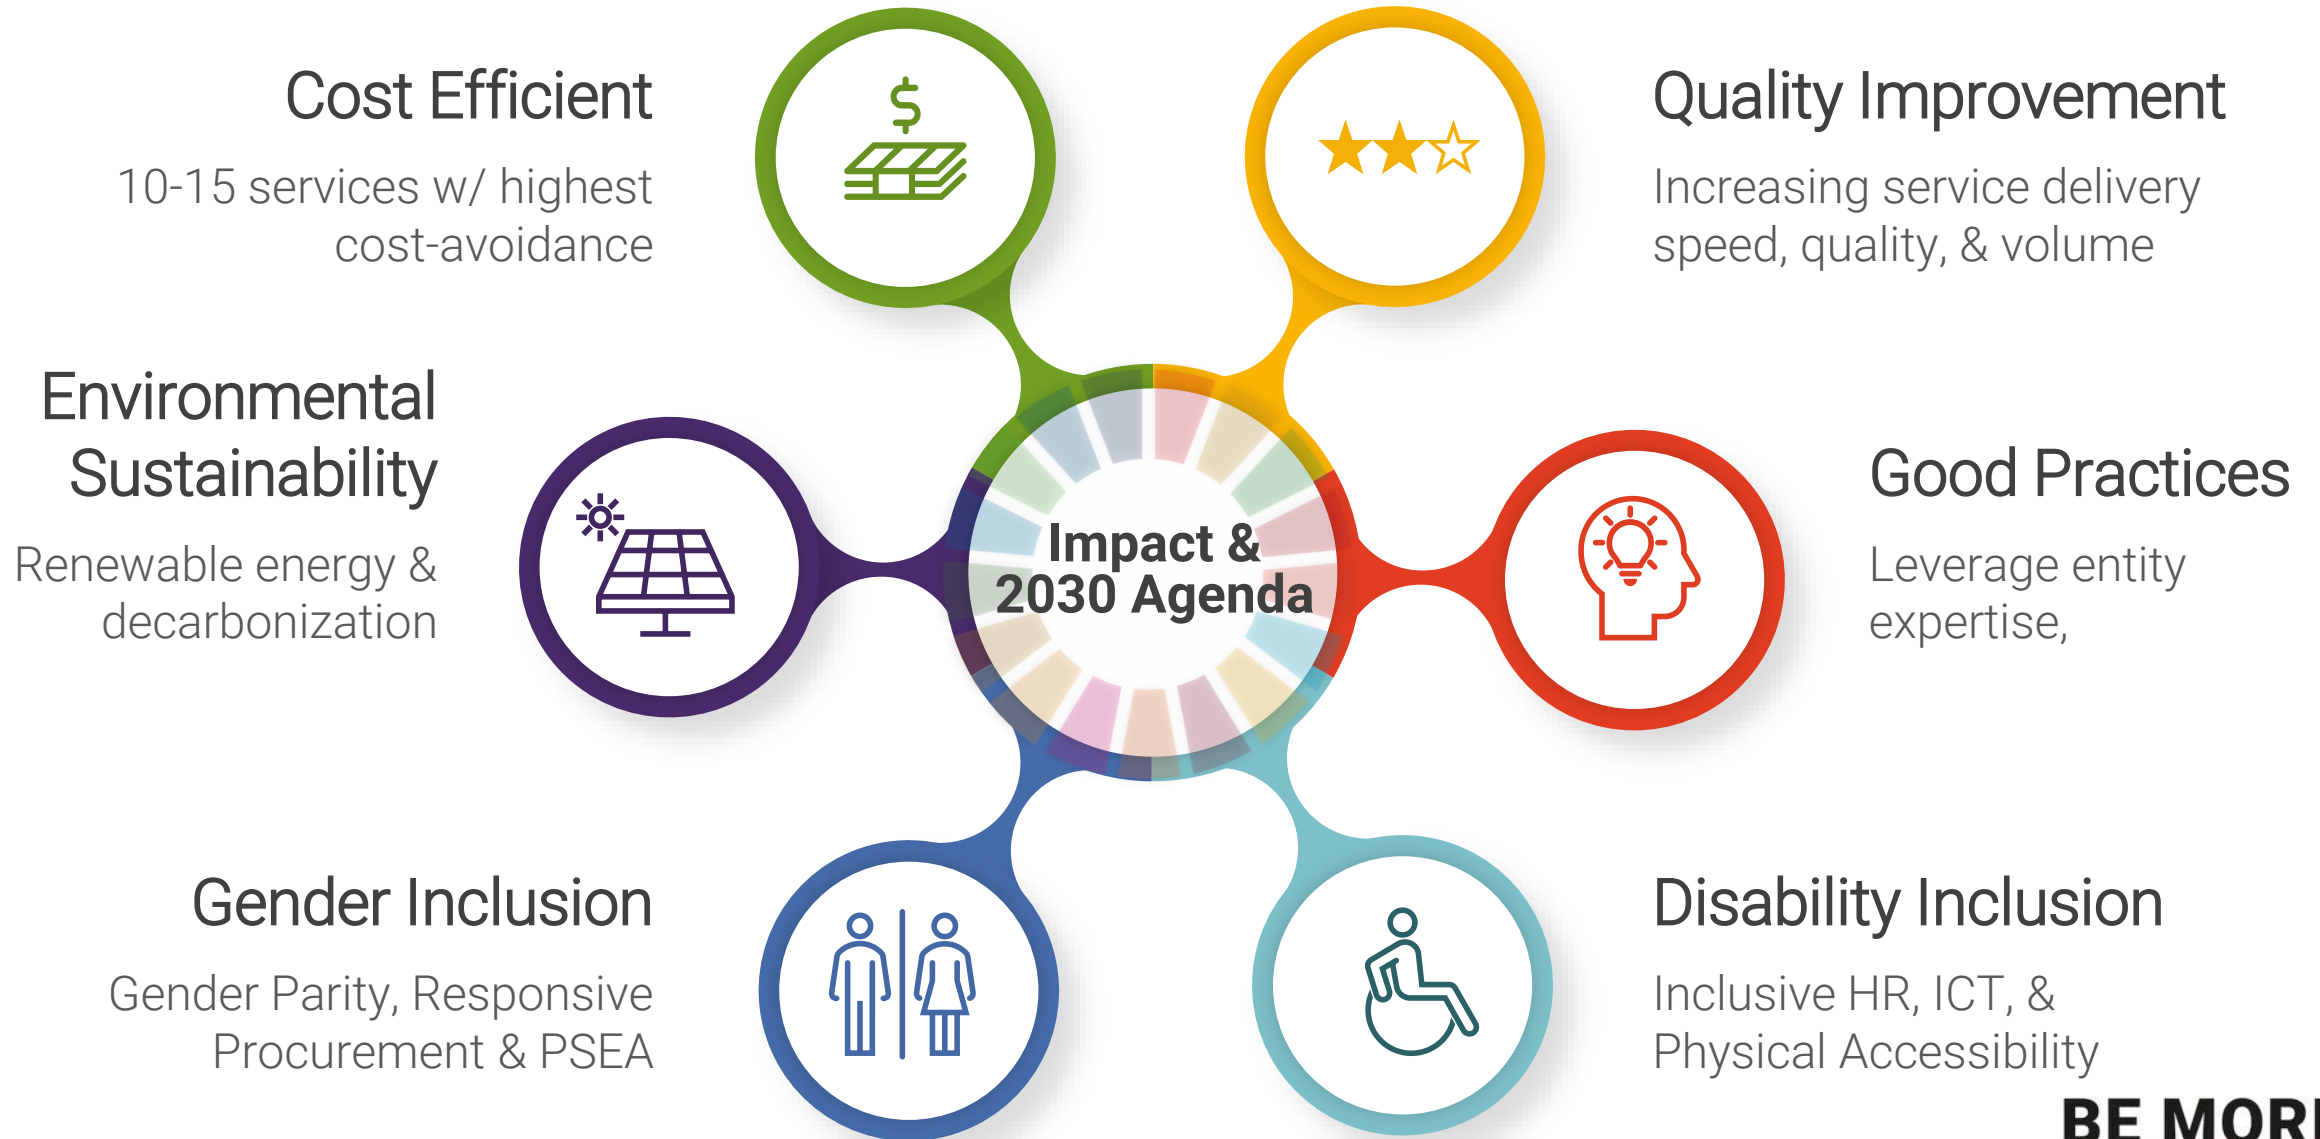 Cost Efficient
10-15 services w/ highest
cost-avoidance
Quality Improvement
Increasing service delivery
speed, quality, & volume
Environmental
Sustainability
Renewable energy &
decarbonization
Impact &
2030 Agenda
Good Practices
Leverage entity
expertise,
Gender Inclusion
Gender Parity, Responsive
Procurement & PSEA
Disability Inclusion
Inclusive HR, ICT, &
Physical Accessibility
BE MOR